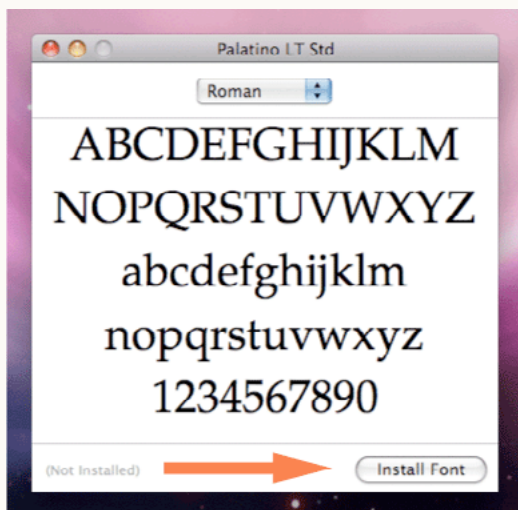 Palatino LT Std
Roman
ABCDEFGHIJKLM
NOPQRSTUVWXYZ
abcdefghijklm
nopqrstuvwxyz
1234567890
(Not Installed) Install Font